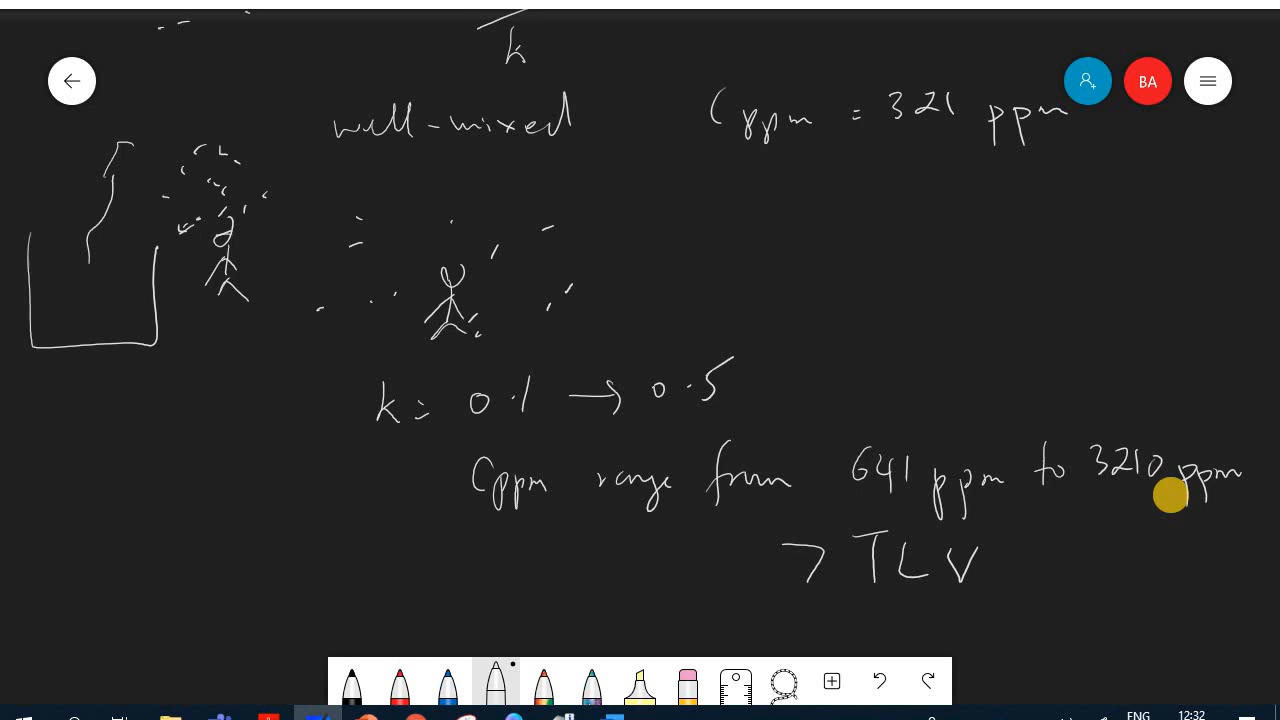 k
BA
well-mixed Cppm = 321 ppm
k = 0.1 → 0.5
Cppm range from 641 ppm to 3210 ppm
> TLV
ENG 12:32